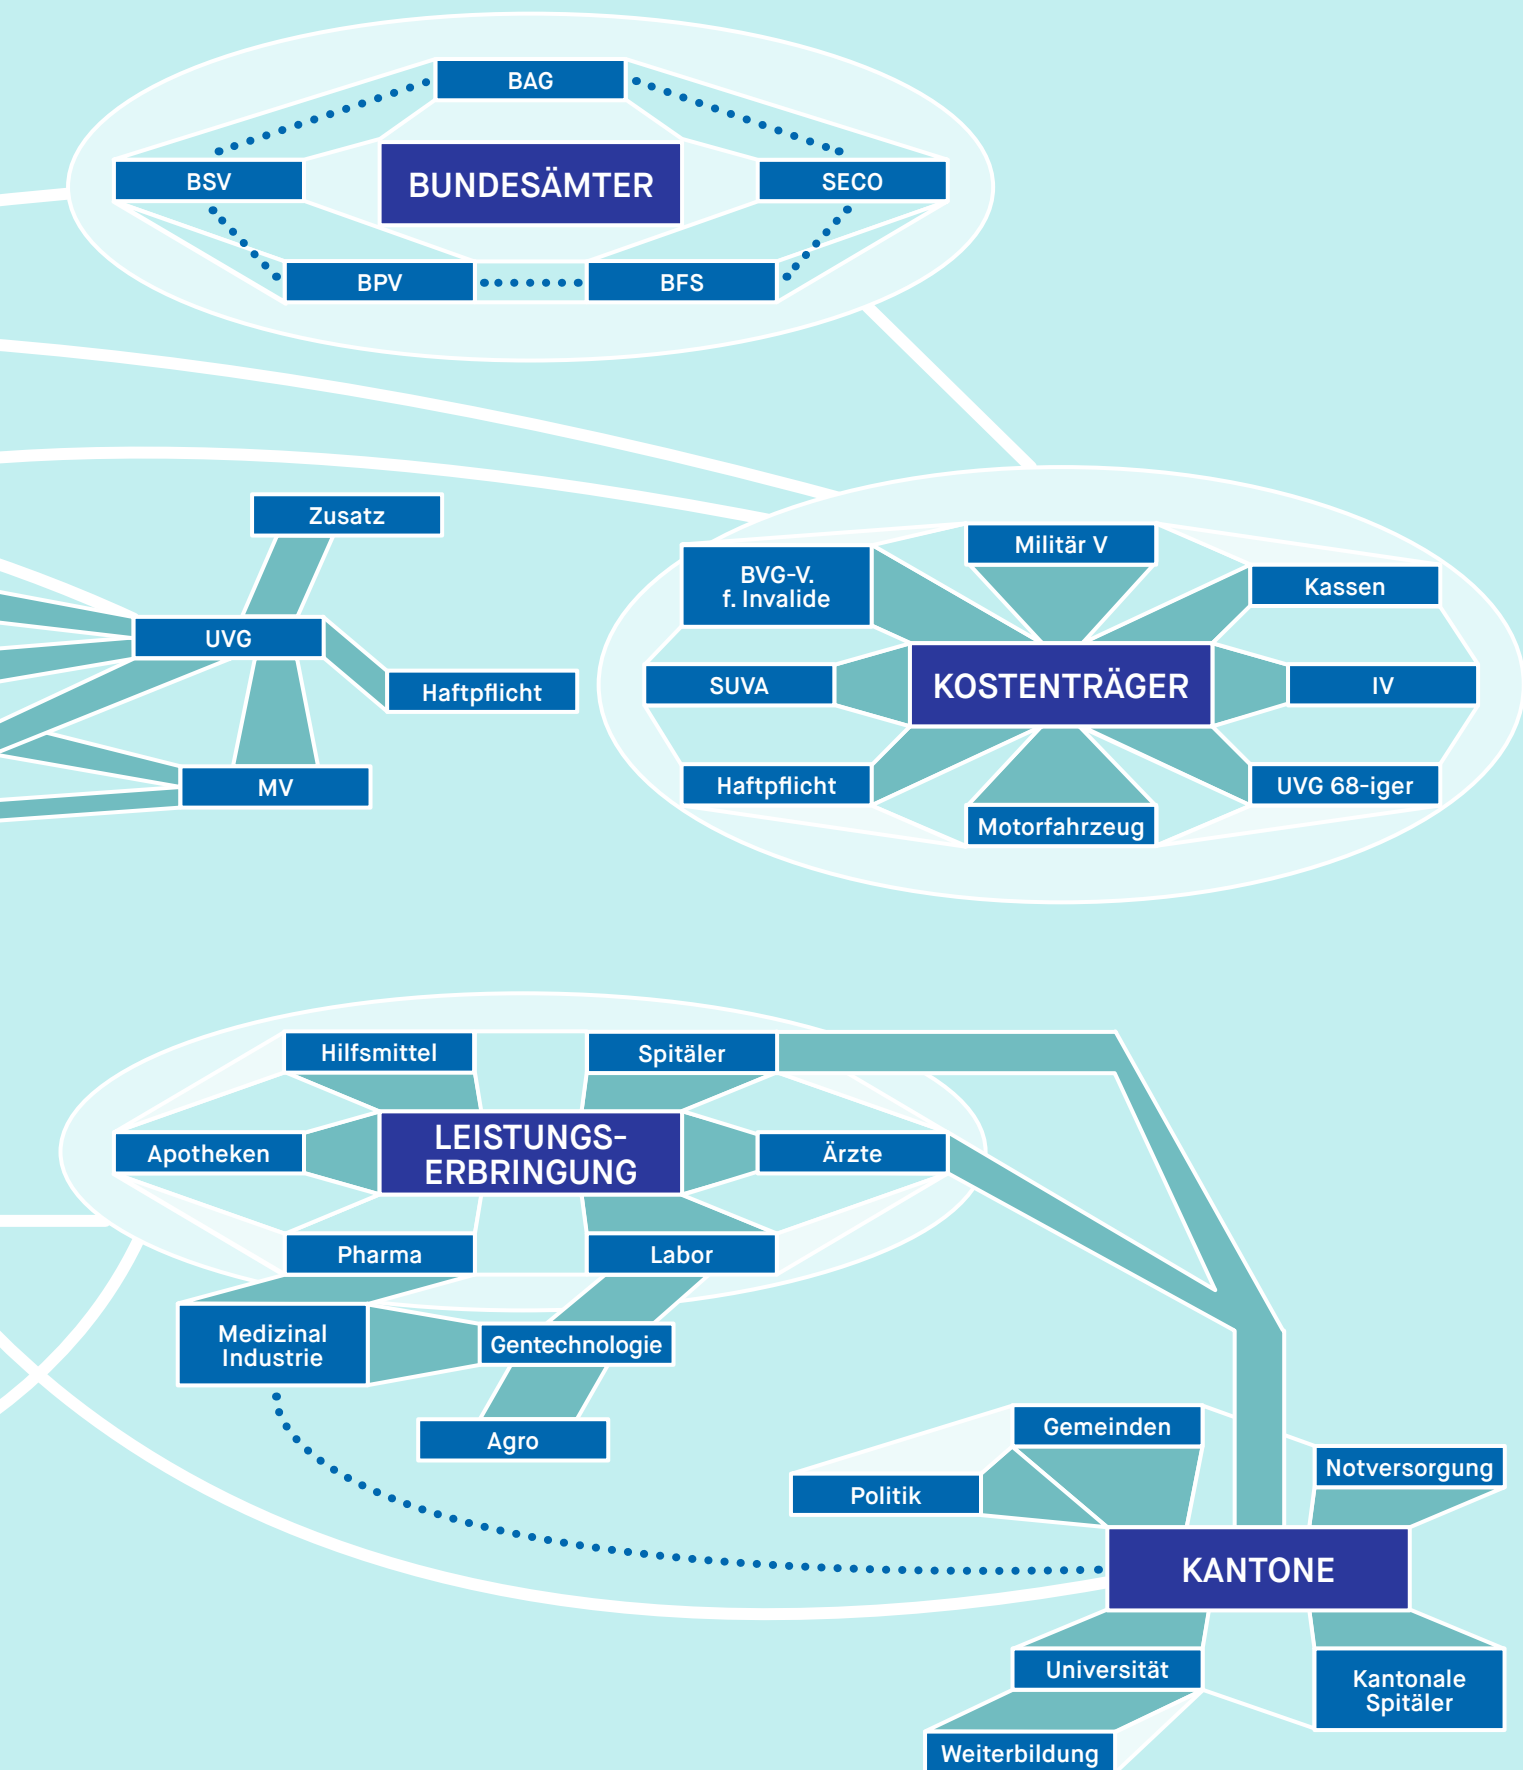 BAG
BSV
BUNDESÄMTER
SECO
BPV
BFS
Zusatz
UVG
Haftpflicht
MV
Militär V
BVG-V.
f. Invalide
Kassen
SUVA
KOSTENTRÄGER
IV
Haftpflicht
UVG 68-iger
Motorfahrzeug
Hilfsmittel
Spitäler
Apotheken
LEISTUNGS-
ERBRINGUNG
Ärzte
Pharma
Labor
Medizinal
Industrie
Gentechnologie
Agro
Gemeinden
Politik
Notversorgung
KANTONE
Universität
Kantonale
Spitäler
Weiterbildung